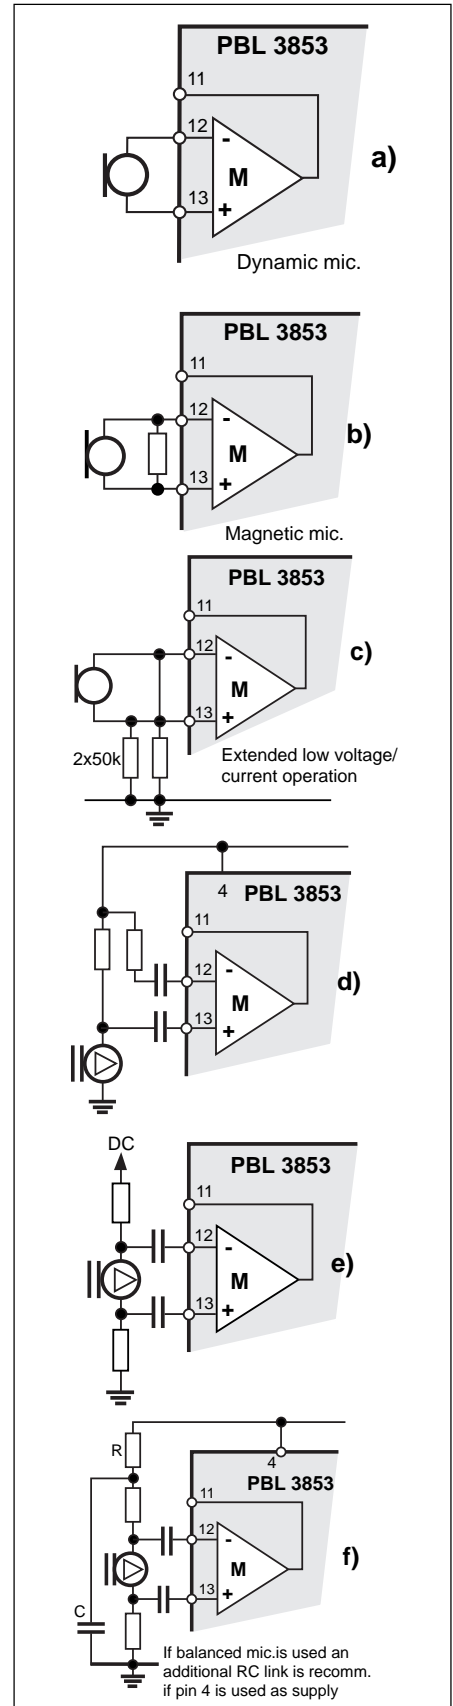 PBL 3853
11
12
-
M
a)
13
+
Dynamic mic.
PBL 3853
11
12
-
b)
M
13
+
Magnetic mic.
PBL 3853
11
12
-
c)
M
13
+
2x50k
Extended low voltage/
current operation
4 PBL 3853
11
12
-
M
d)
13
+
DC
PBL 3853
11
12
-
e)
M
13
+
R
4
PBL 3853
11
12
-
f)
M
13
+
C
If balanced mic.is used an
additional RC link is recomm.
if pin 4 is used as supply